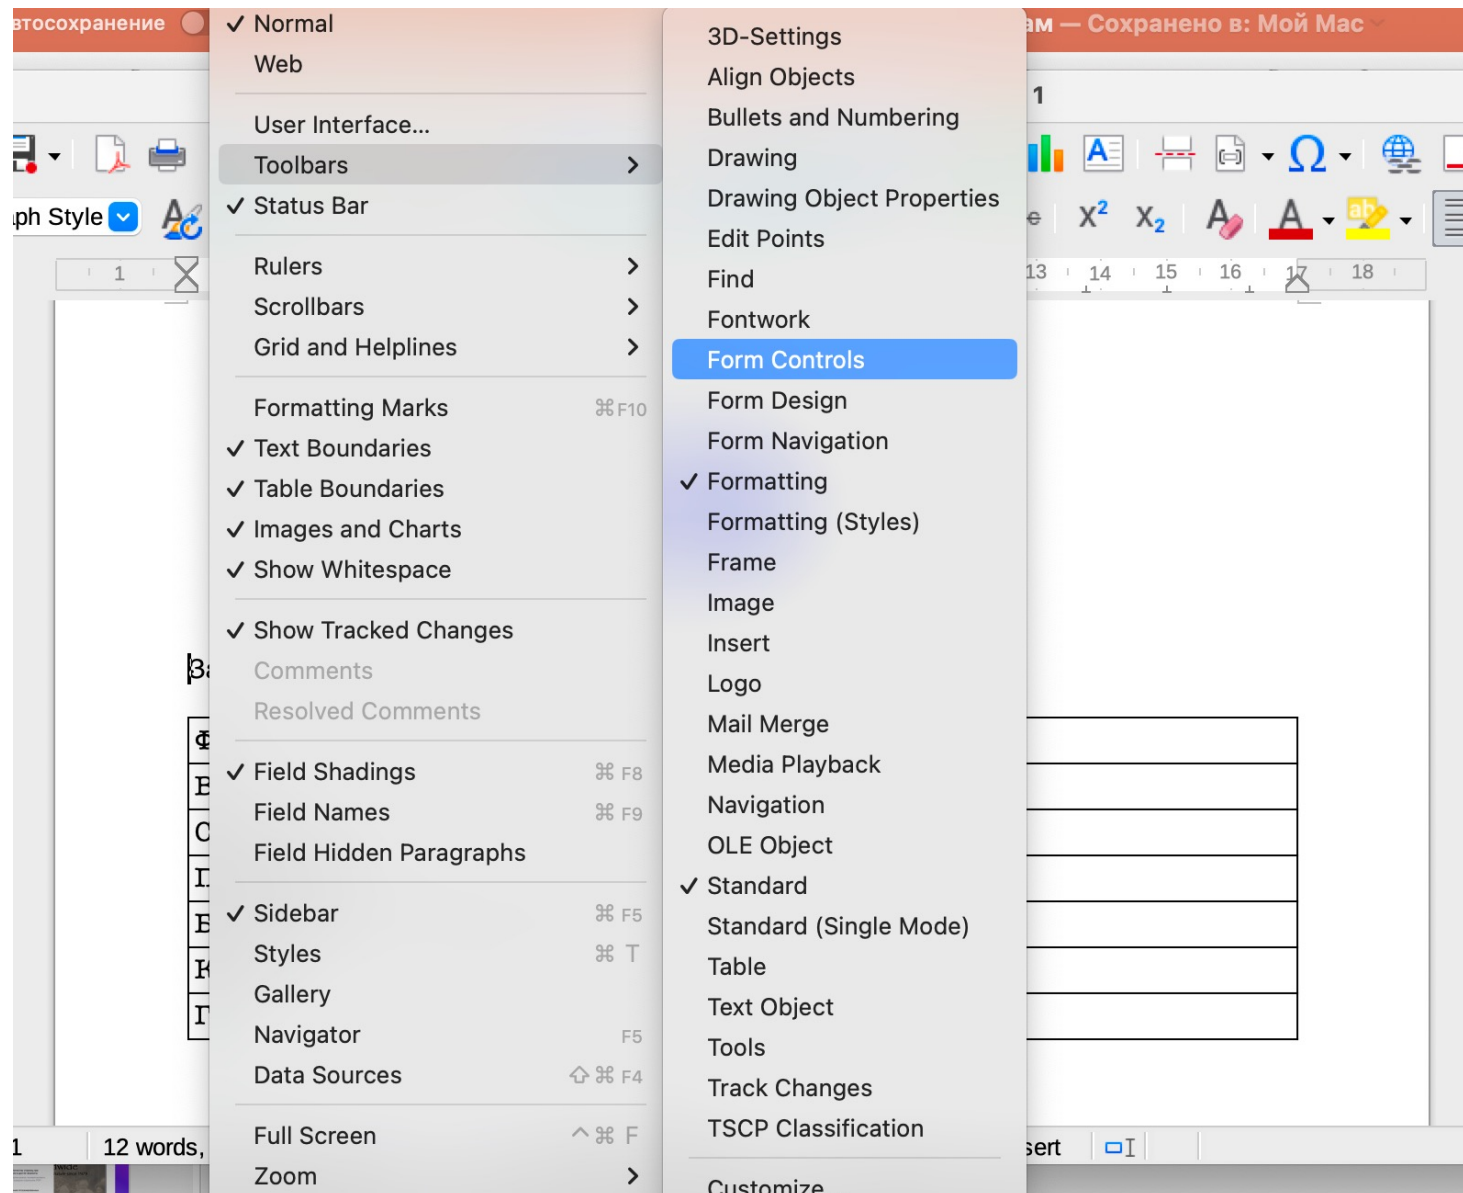 втосохранение
ам — Сохранено в: Мой Mac
1
ph Style
1
13 14 15 16 17 18
Normal
Web
User Interface...
Toolbars
Status Bar
Rulers
Scrollbars
Grid and Helplines
Formatting Marks ⌘F10
Text Boundaries
Table Boundaries
Images and Charts
Show Whitespace
Show Tracked Changes
Comments
Resolved Comments
Field Shadings ⌘ F8
Field Names ⌘ F9
Field Hidden Paragraphs
Sidebar ⌘ F5
Styles ⌘ T
Gallery
Navigator F5
Data Sources ⇧ ⌘ F4
Full Screen ^ ⌘ F
Zoom
3D-Settings
Align Objects
Bullets and Numbering
Drawing
Drawing Object Properties
Edit Points
Find
Fontwork
Form Controls
Form Design
Form Navigation
Formatting
Formatting (Styles)
Frame
Image
Insert
Logo
Mail Merge
Media Playback
Navigation
OLE Object
Standard
Standard (Single Mode)
Table
Text Object
Tools
Track Changes
TSCP Classification
Customize
1
12 words,
sert